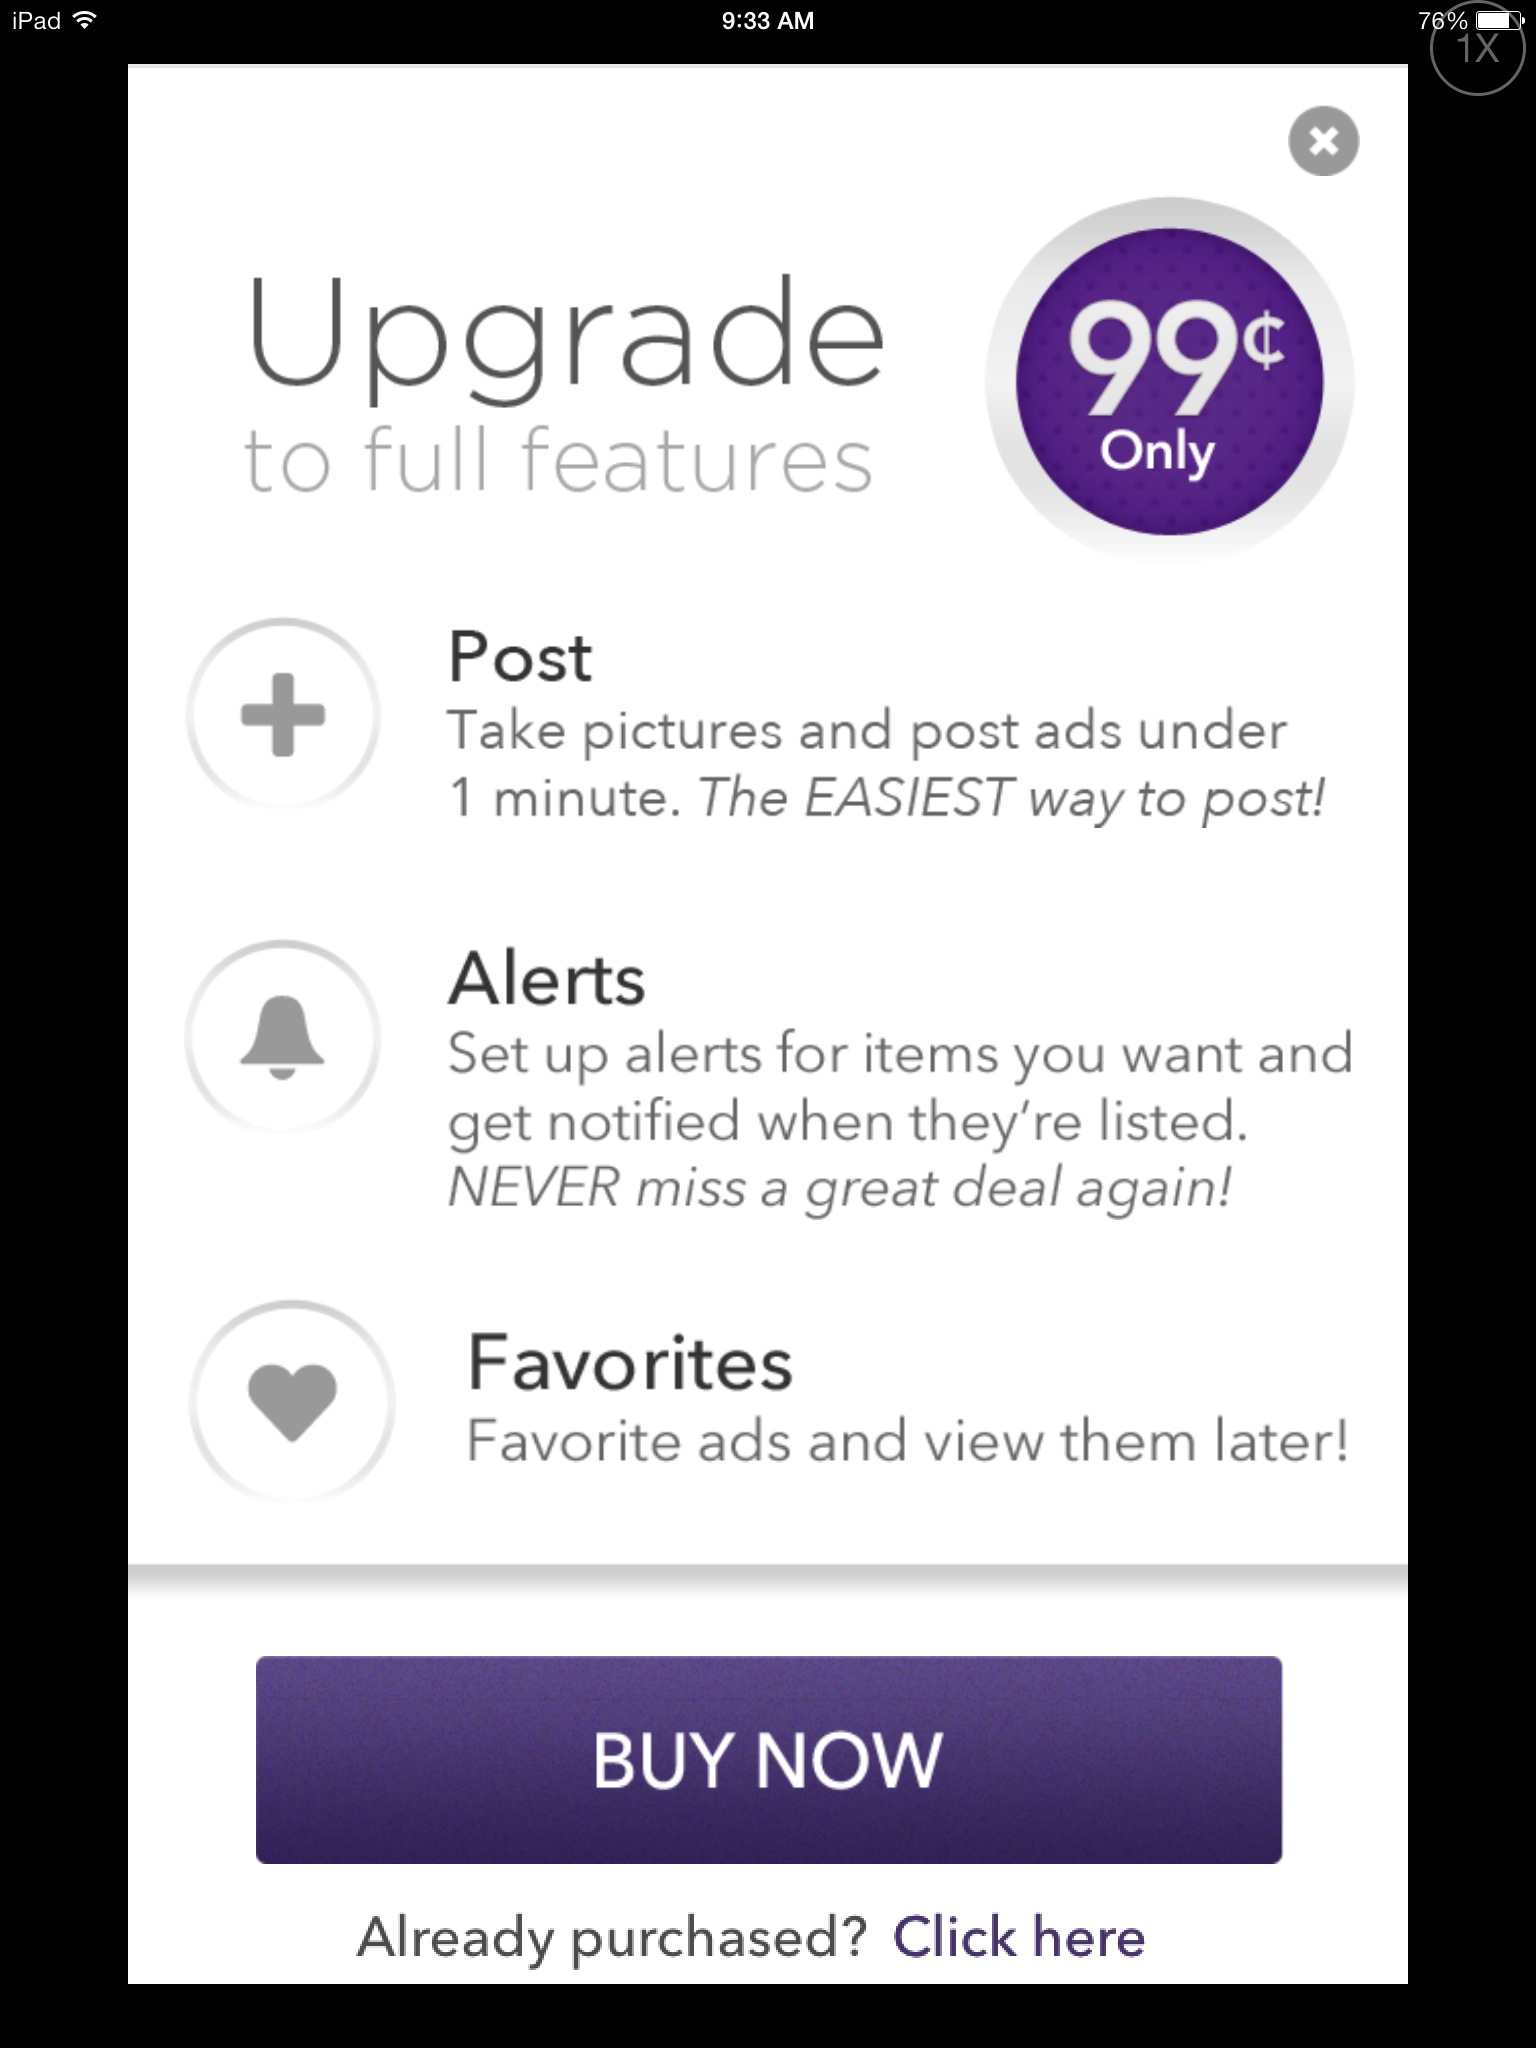 iPad 9:33 AM 76%
1X
Upgrade
to full features
99¢
Only
Post
Take pictures and post ads under
1 minute. The EASIEST way to post!
Alerts
Set up alerts for items you want and
get notified when they’re listed.
NEVER miss a great deal again!
Favorites
Favorite ads and view them later!
BUY NOW
Already purchased? Click here